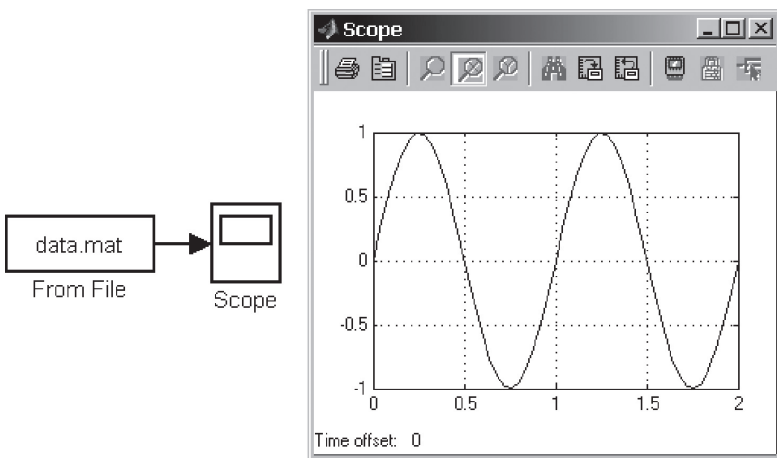 data.mat
From File
Scope
Scope
1
0.5
0
-0.5
-1
0 0.5 1 1.5 2
Time offset: 0